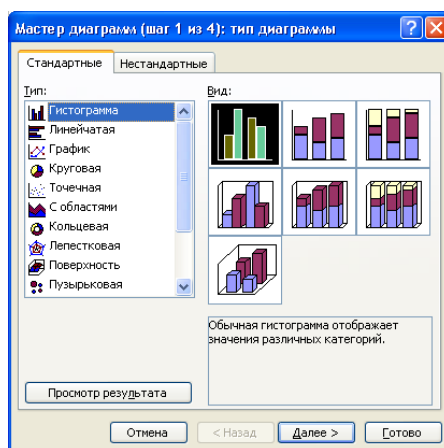 Мастер диаграмм (шаг 1 из 4): тип диаграммы
Стандартные Нестандартные
Тип:
Гистограмма
Линейчатая
График
Круговая
Точечная
С областями
Кольцевая
Лепестковая
Поверхность
Пузырьковая
Вид:
Обычная гистограмма отображает
значения различных категорий.
Просмотр результата
Отмена < Назад Далее > Готово